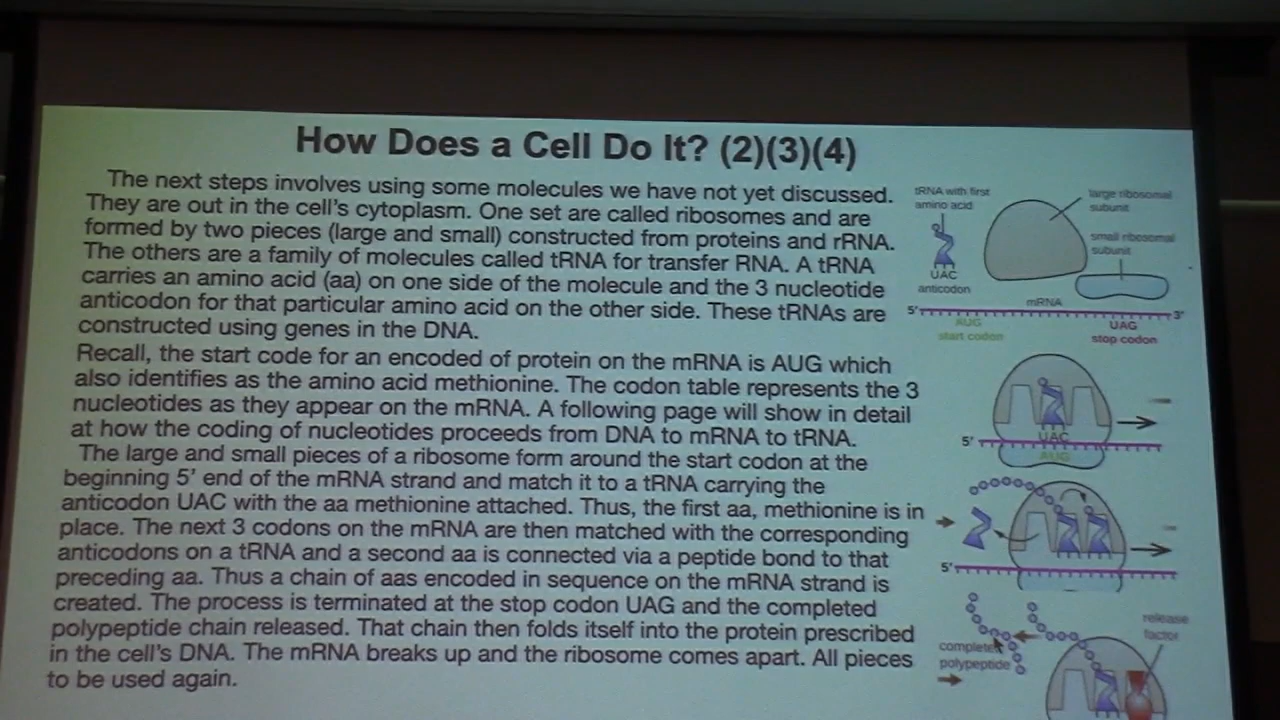 How Does a Cell Do It? (2)(3)(4)
The next steps involves using some molecules we have not yet discussed.
They are out in the cell's cytoplasm. One set are called ribosomes and are
formed by two pieces (large and small) constructed from proteins and rRNA.
The others are a family of molecules called tRNA for transfer RNA. A tRNA
carries an amino acid (aa) on one side of the molecule and the 3 nucleotide
anticodon for that particular amino acid on the other side. These tRNAs are
constructed using genes in the DNA.
Recall, the start code for an encoded of protein on the mRNA is AUG which
also identifies as the amino acid methionine. The codon table represents the 3
nucleotides as they appear on the mRNA. A following page will show in detail
at how the coding of nucleotides proceeds from DNA to mRNA to tRNA.
The large and small pieces of a ribosome form around the start codon at the
beginning 5' end of the mRNA strand and match it to a tRNA carrying the
anticodon UAC with the aa methionine attached. Thus, the first aa, methionine is in
place. The next 3 codons on the mRNA are then matched with the corresponding
anticodons on a tRNA and a second aa is connected via a peptide bond to that
preceding aa. Thus a chain of aas encoded in sequence on the mRNA strand is
created. The process is terminated at the stop codon UAG and the completed
polypeptide chain released. That chain then folds itself into the protein prescribed
in the cell's DNA. The mRNA breaks up and the ribosome comes apart. All pieces
to be used again.
tRNA with first
amino acid
large ribosomal
subunit
small ribosomal
subunit
UAC
anticodon
mRNA
5' 3'
AUG
start codon
UAG
stop codon
5'
UAC
AUG
5'
release
factor
completed
polypeptide